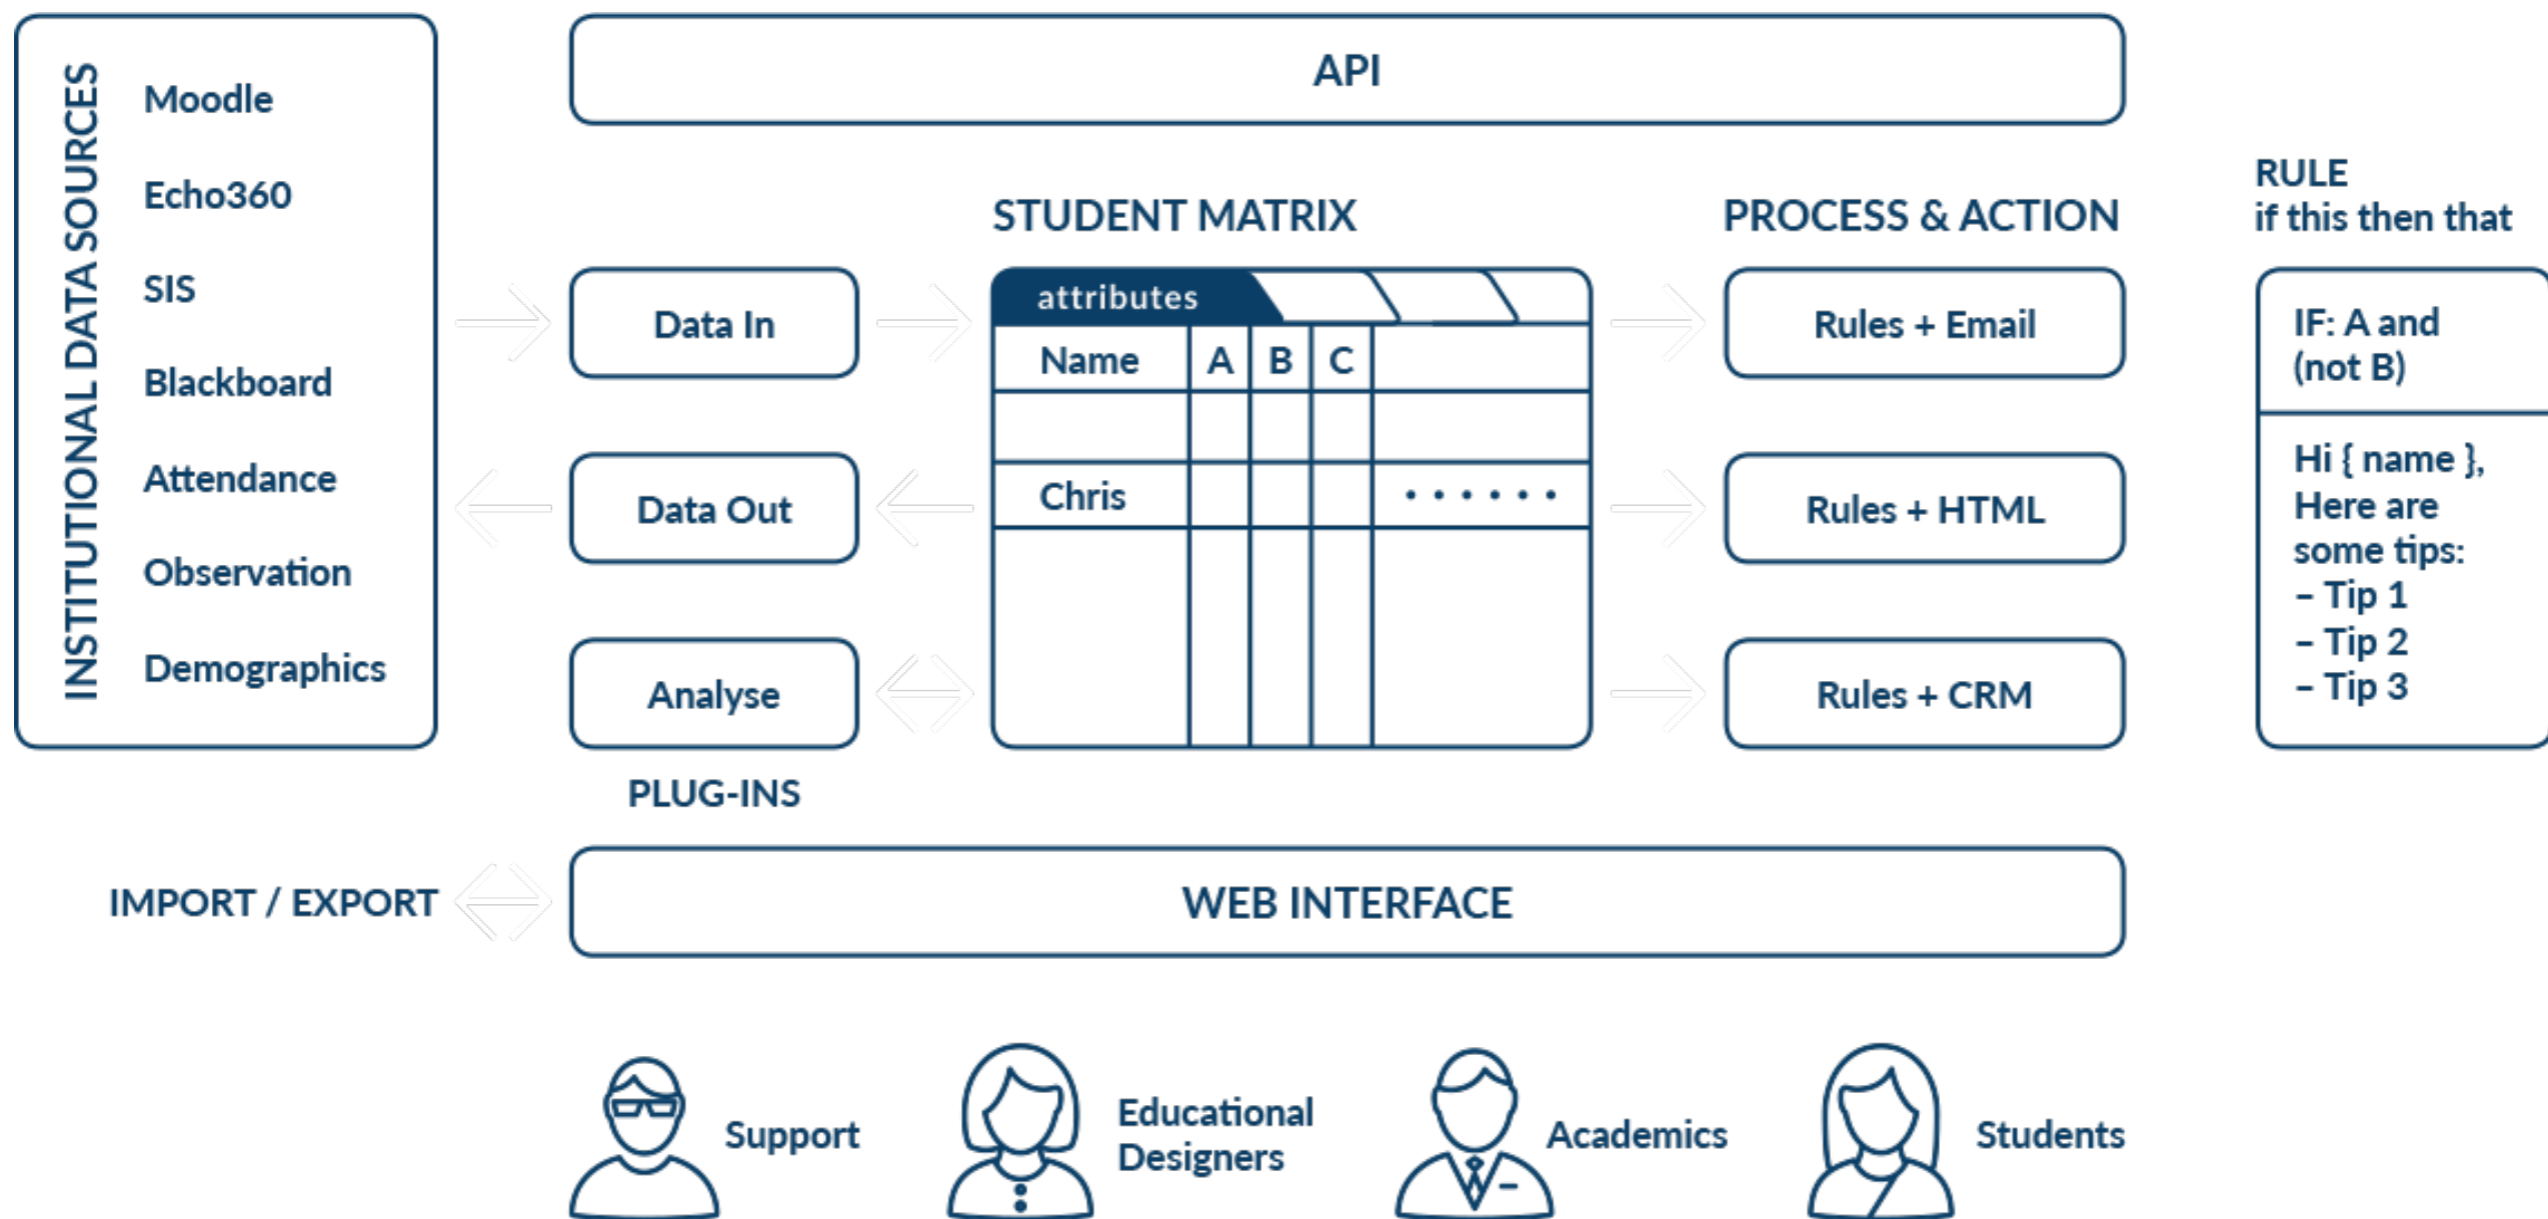 INSTITUTIONAL DATA SOURCES
Moodle
Echo360
SIS
Blackboard
Attendance
Observation
Demographics
API
Data In
Data Out
Analyse
PLUG-INS
STUDENT MATRIX
attributes
Name A B C
Chris ......
PROCESS & ACTION
Rules + Email
Rules + HTML
Rules + CRM
RULE
if this then that
IF: A and
(not B)
Hi { name },
Here are
some tips:
– Tip 1
– Tip 2
– Tip 3
IMPORT / EXPORT
WEB INTERFACE
Support
Educational
Designers
Academics
Students